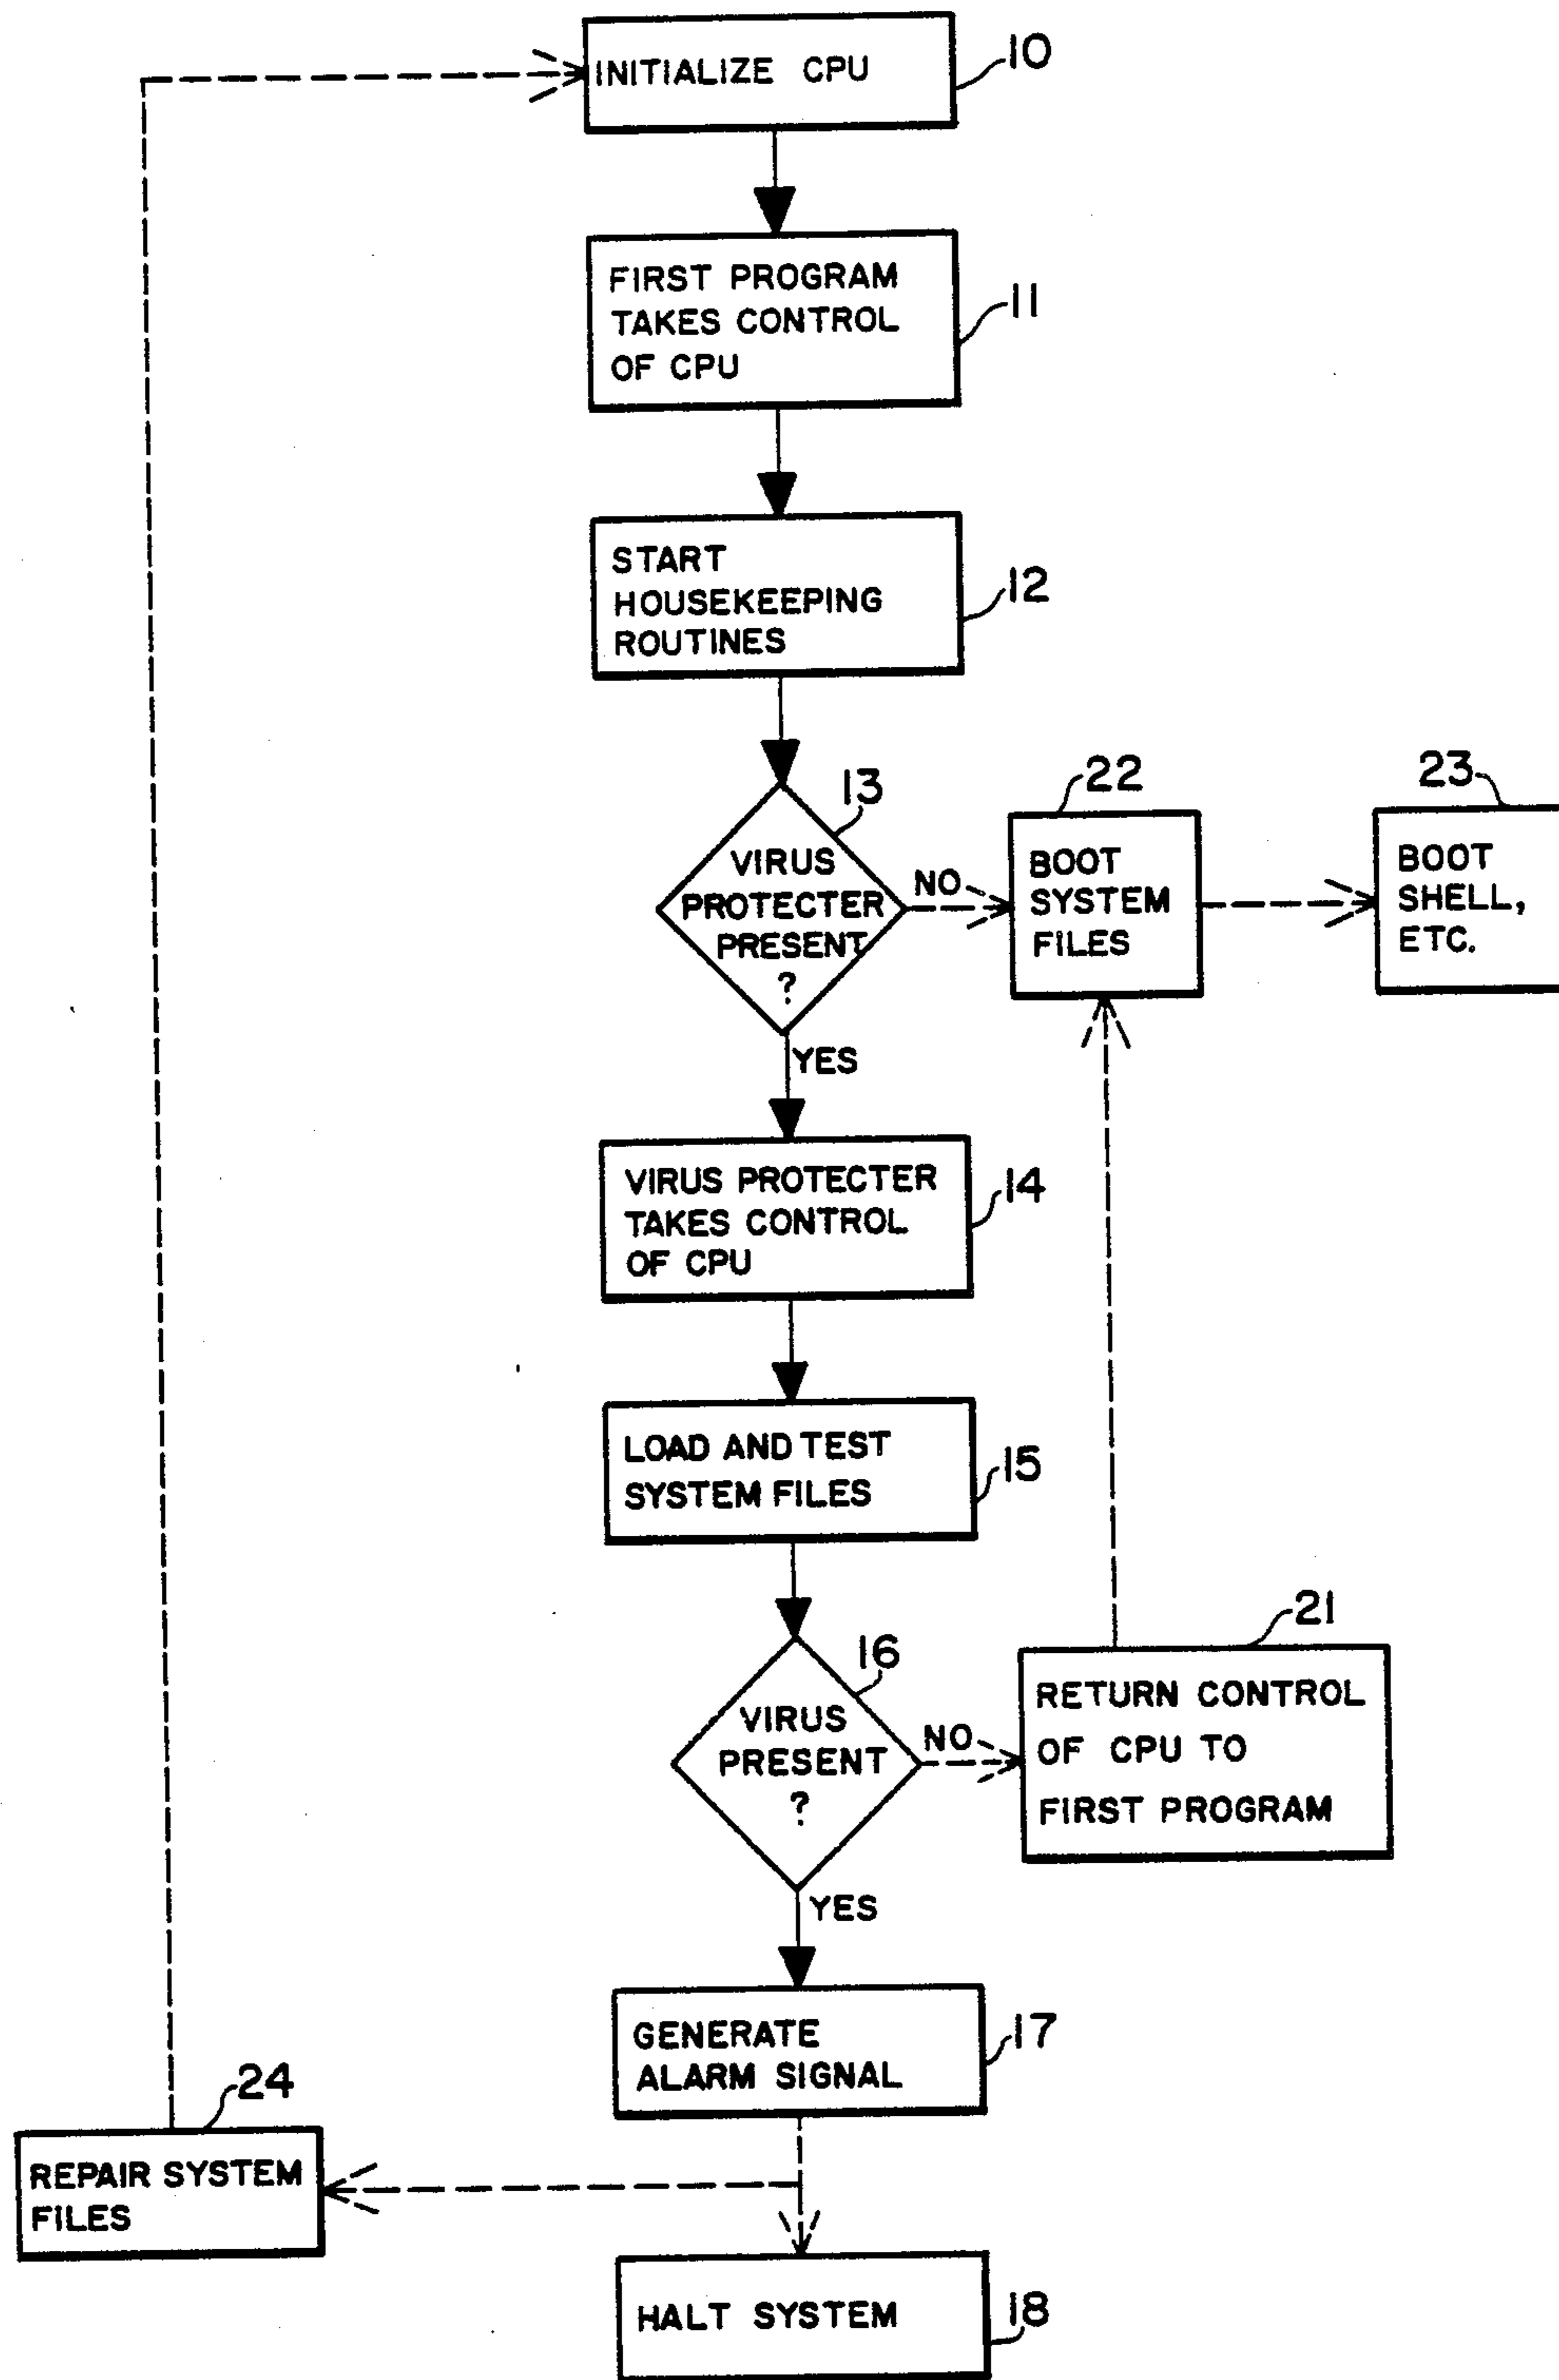 INITIALIZE CPU
10
FIRST PROGRAM
TAKES CONTROL
OF CPU
11
START
HOUSEKEEPING
ROUTINES
12
13
VIRUS
PROTECTER
PRESENT
?
NO
22
BOOT
SYSTEM
FILES
23
BOOT
SHELL,
ETC.
YES
VIRUS PROTECTER
TAKES CONTROL
OF CPU
14
LOAD AND TEST
SYSTEM FILES
15
16
VIRUS
PRESENT
?
NO
21
RETURN CONTROL
OF CPU TO
FIRST PROGRAM
YES
GENERATE
ALARM SIGNAL
17
24
REPAIR SYSTEM
FILES
HALT SYSTEM
18